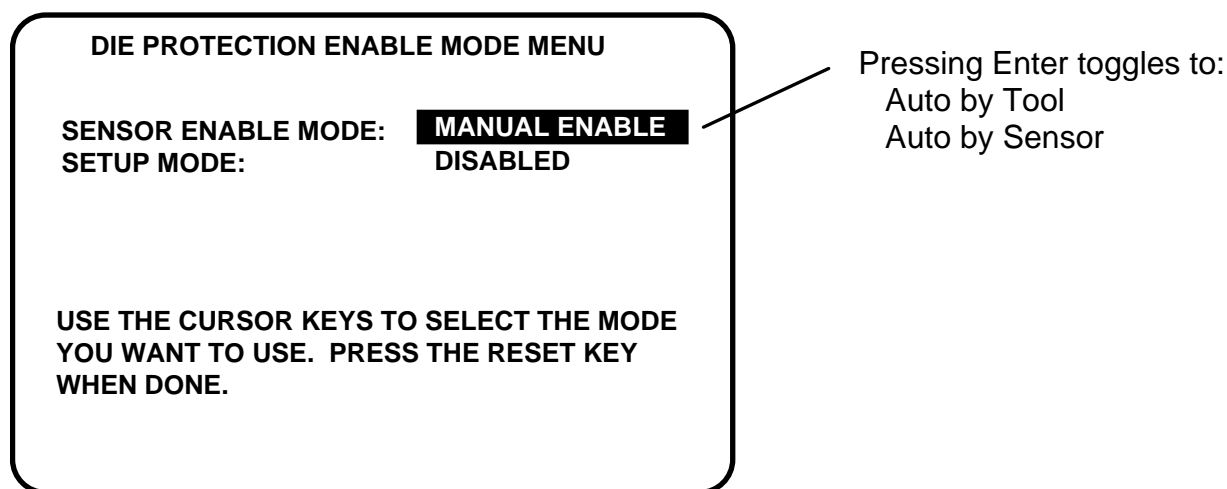 DIE PROTECTION ENABLE MODE MENU
SENSOR ENABLE MODE: MANUAL ENABLE
SETUP MODE: DISABLED
USE THE CURSOR KEYS TO SELECT THE MODE
YOU WANT TO USE. PRESS THE RESET KEY
WHEN DONE.
Pressing Enter toggles to:
Auto by Tool
Auto by Sensor